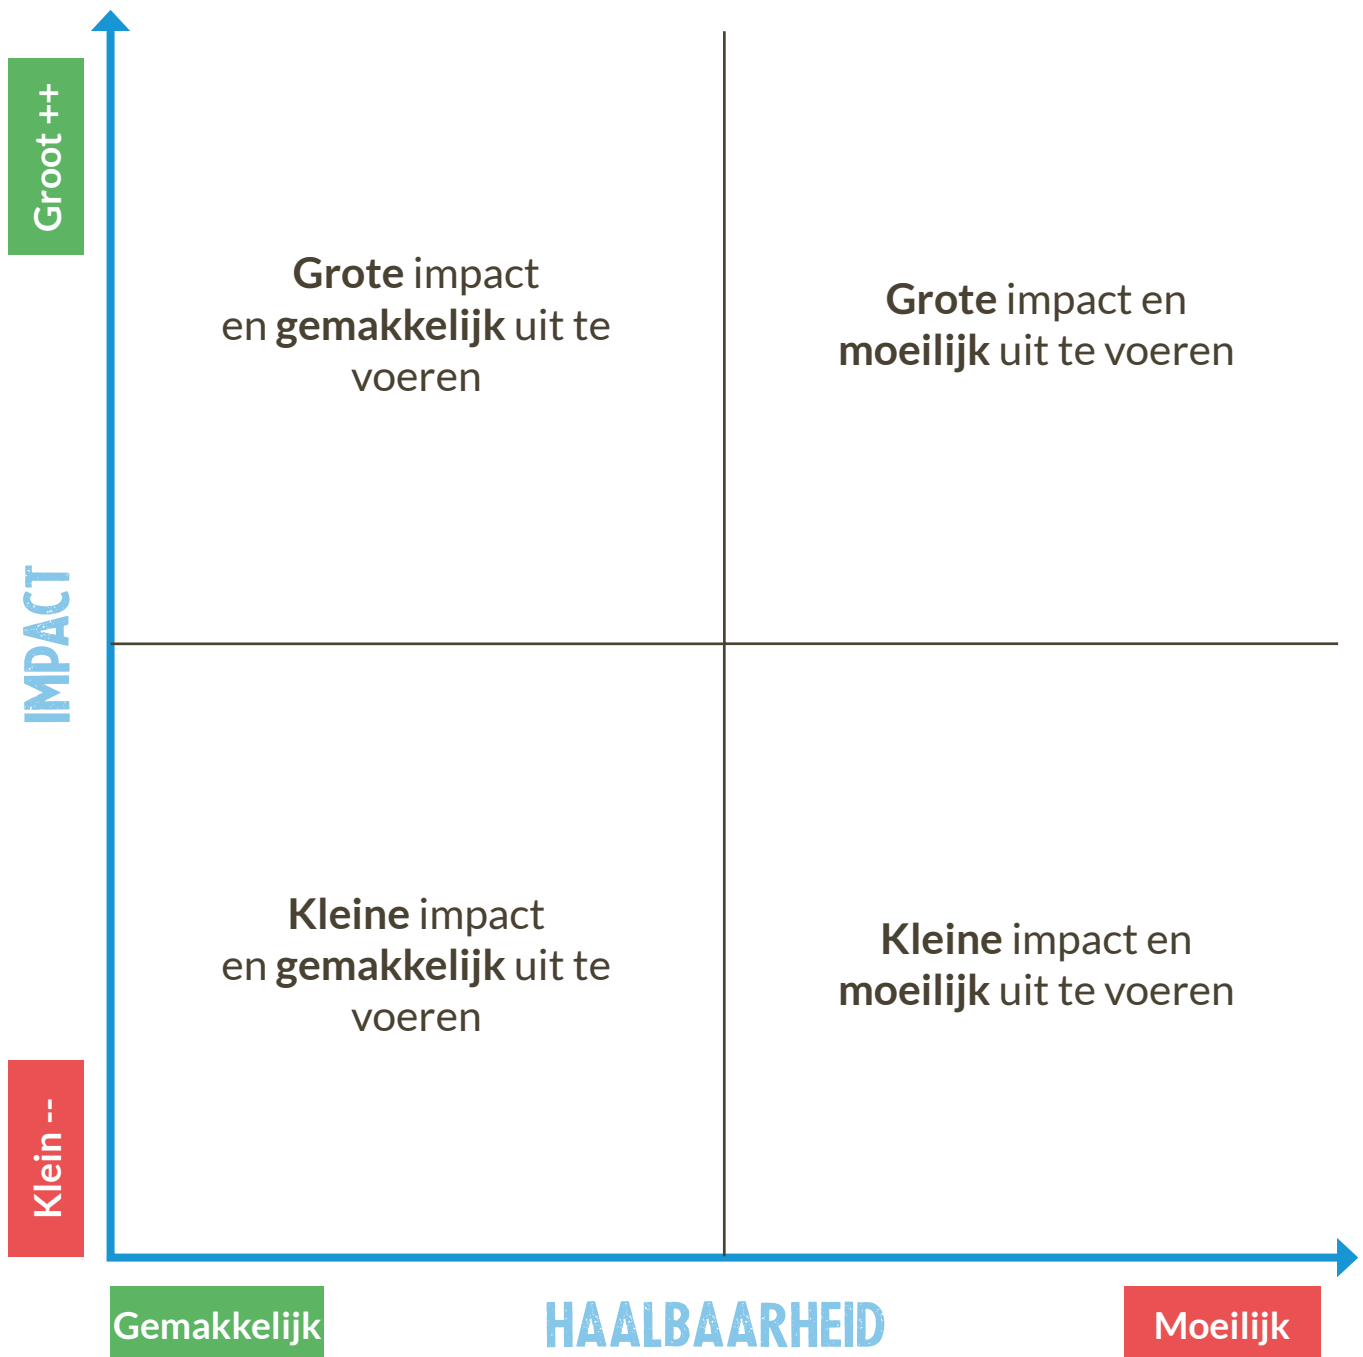 Groot ++
Grote impact
en gemakkelijk uit te
voeren
Grote impact en
moeilijk uit te voeren
IMPACT
Kleine impact
en gemakkelijk uit te
voeren
Kleine impact en
moeilijk uit te voeren
Klein --
Gemakkelijk
HAALBAARHEID
Moeilijk